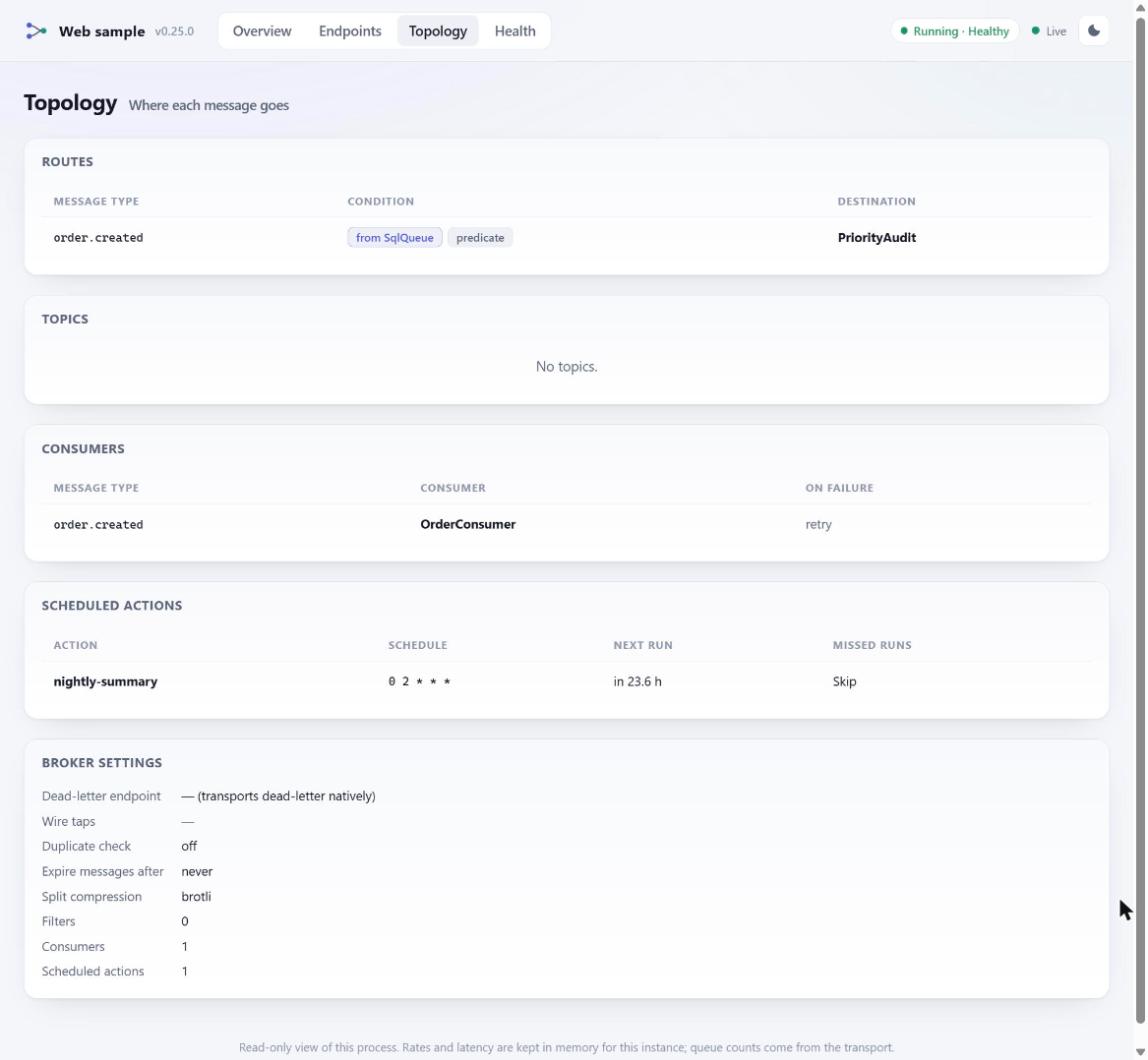 Web sample v0.25.0 Overview Endpoints Topology Health Running · Healthy Live
Topology Where each message goes
ROUTES
MESSAGE TYPE CONDITION DESTINATION
order.created from SqlQueue predicate PriorityAudit
TOPICS
No topics.
CONSUMERS
MESSAGE TYPE CONSUMER ON FAILURE
order.created OrderConsumer retry
SCHEDULED ACTIONS
ACTION SCHEDULE NEXT RUN MISSED RUNS
nightly-summary 0 2 * * * in 23.6 h Skip
BROKER SETTINGS
Dead-letter endpoint — (transports dead-letter natively)
Wire taps —
Duplicate check off
Expire messages after never
Split compression brotli
Filters 0
Consumers 1
Scheduled actions 1
Read-only view of this process. Rates and latency are kept in memory for this instance; queue counts come from the transport.